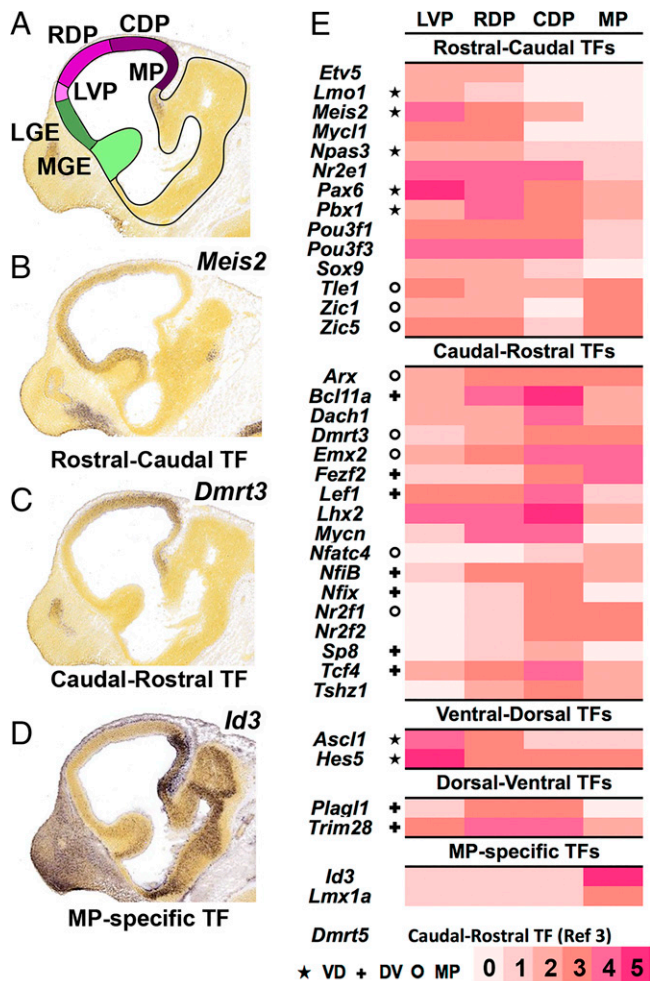 A
RDP CDP
MP
LVP
LGE
MGE
B
Meis2
Rostral-Caudal TF
C
Dmrt3
Caudal-Rostral TF
D
Id3
MP-specific TF
E LVP RDP CDP MP
Rostral-Caudal TFs
Etv5
Lmo1 ★
Meis2 ★
Mycl1
Npas3 ★
Nr2e1
Pax6 ★
Pbx1 ★
Pou3f1
Pou3f3
Sox9
Tle1 O
Zic1 O
Zic5 O
Caudal-Rostral TFs
Arx O
Bcl11a +
Dach1
Dmrt3 O
Emx2 O
Fezf2 +
Lef1 +
Lhx2
Mycn
Nfatc4 O
NfiB +
Nfix +
Nr2f1 O
Nr2f2
Sp8 +
Tcf4 +
Tshz1
Ventral-Dorsal TFs
Ascl1 ★
Hes5 ★
Dorsal-Ventral TFs
Plagl1 +
Trim28 +
MP-specific TFs
Id3
Lmx1a
Dmrt5 Caudal-Rostral TF (Ref 3)
★ VD + DV O MP 0 1 2 3 4 5